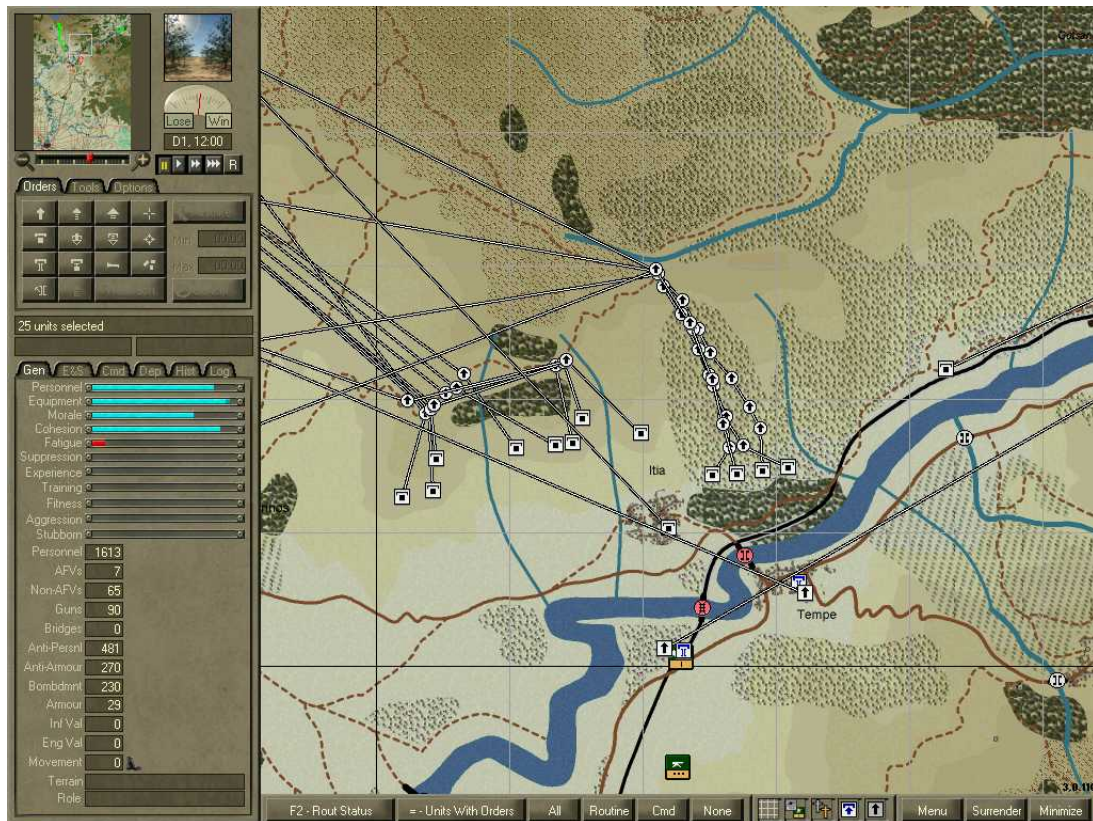 Lose Win
D1, 12:00
R
Orders Tools Options
Min
Max
25 units selected
Gen E&S Cmd Dep Hist Log
Personnel
Equipment
Morale
Cohesion
Fatigue
Suppression
Experience
Training
Fitness
Aggression
Stubborn
Personnel 1613
AFVs 7
Non-AFVs 65
Guns 90
Bridges 0
Anti-Persnl 481
Anti-Armour 270
Bombdmnt 230
Armour 29
Inf Val 0
Eng Val 0
Movement 0
Terrain
Role
Itia
Tempe
F2 - Rout Status
= - Units With Orders
All
Routine
Cmd
None
Menu
Surrender
Minimize